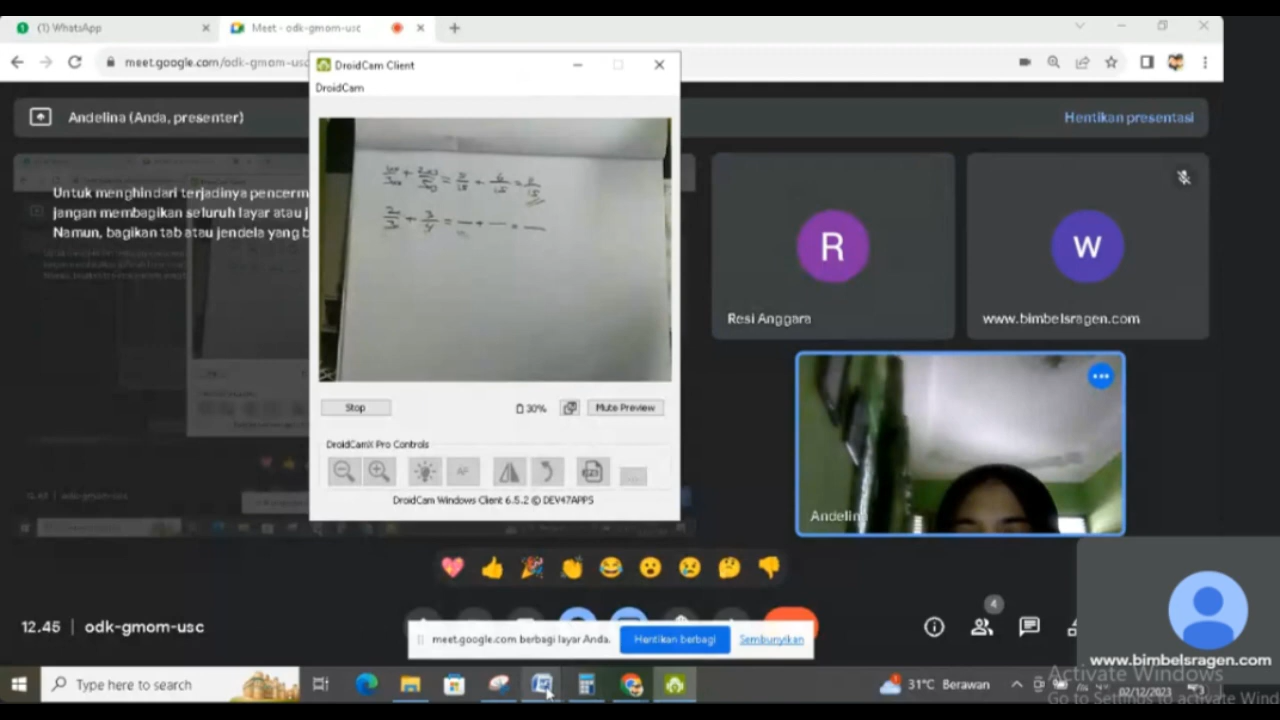 (1) WhatsApp
Meet - odk-gmom-usc
meet.google.com/odk-gmom-usc
DroidCam Client
DroidCam
Andelina (Anda, presenter)
Hentikan presentasi
Untuk menghindari terjadinya
jangan membagikan seluruh layar atau
Namun, bagikan tab atau jendela yang
R
Resi Anggara
W
www.bimbelsragen.com
Stop
30%
Mute Preview
DroidCamX Pro Controls
DroidCam Windows Client 6.5.2 © DEV47APPS
Andelina
12.45 | odk-gmom-usc
4
meet.google.com berbagi layar Anda.
Hentikan berbagi
Sembunyikan
www.bimbelsragen.com
Activate Windows
Go to Settings to activate Wind
Type here to search
31°C Berawan
02/12/2023